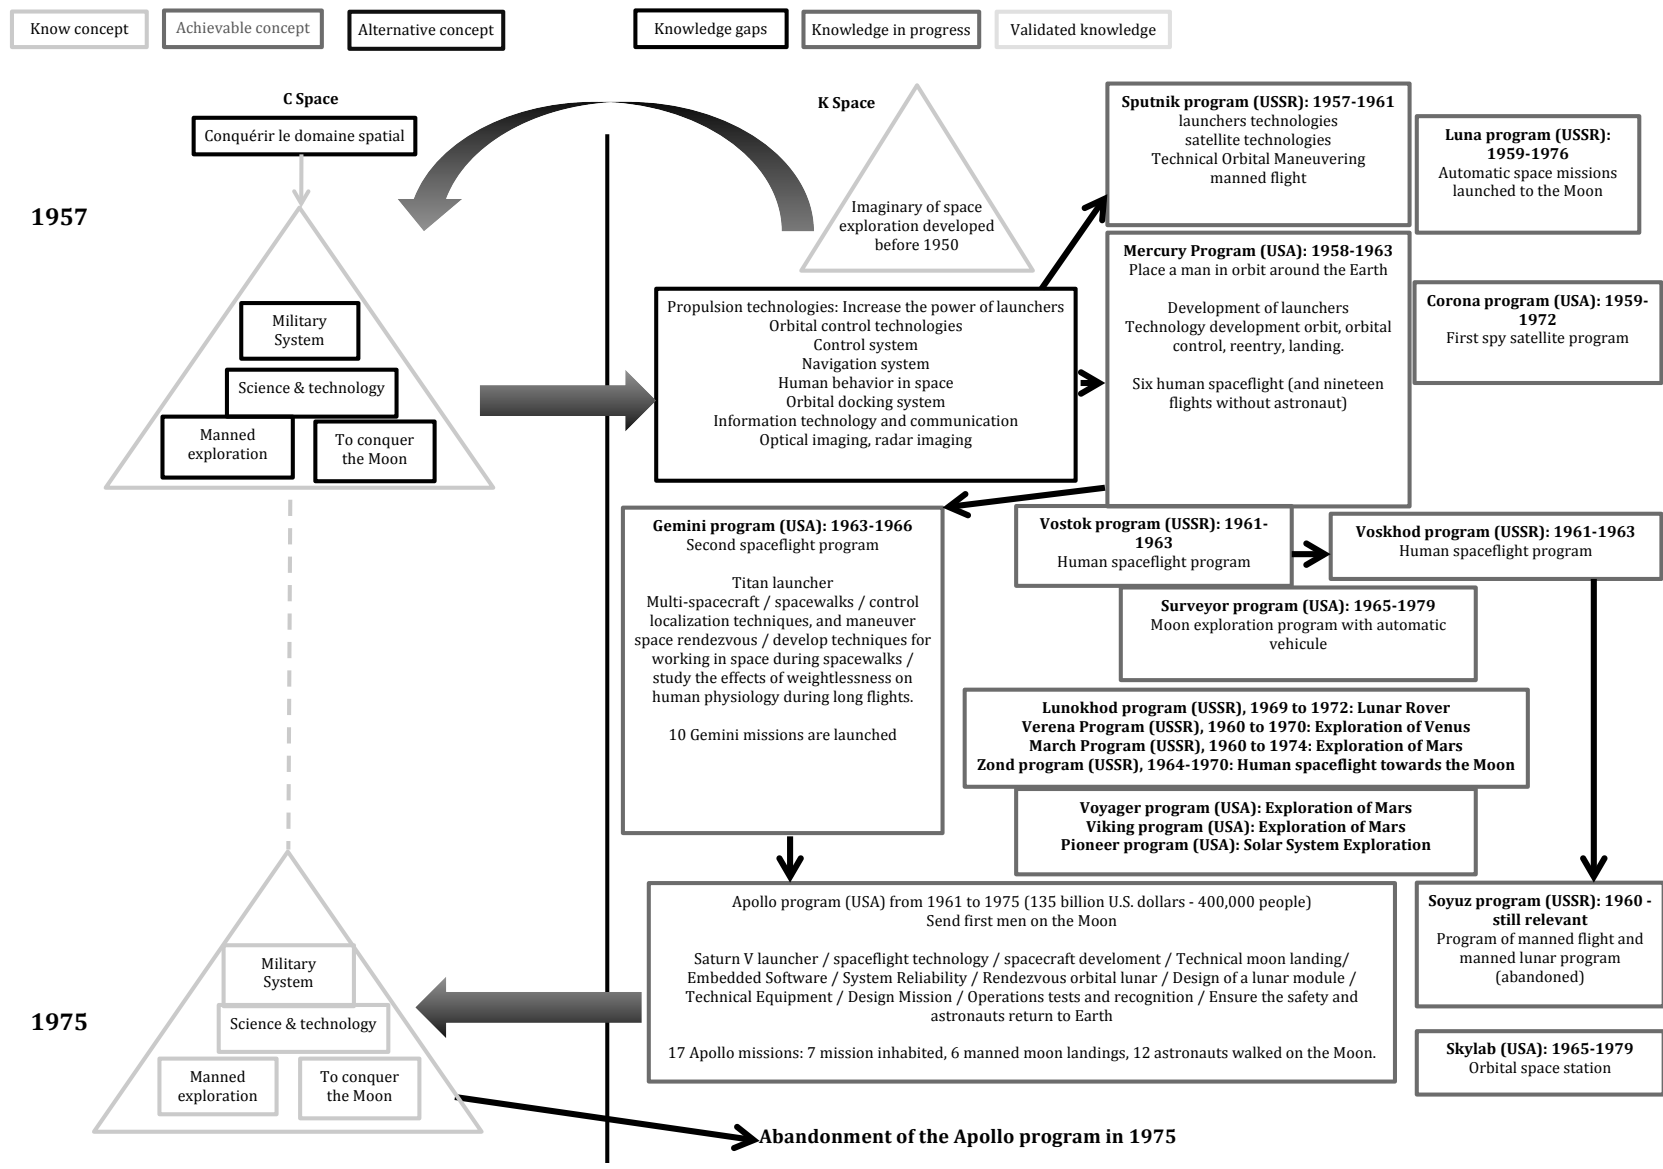 Know concept
Achievable concept
Alternative concept
Knowledge gaps
Knowledge in progress
Validated knowledge
C Space
Conquérir le domaine spatial
1957
Military
System
Science & technology
Manned
exploration
To conquer
the Moon
K Space
Imaginary of space
exploration developed
before 1950
Propulsion technologies: Increase the power of launchers
Orbital control technologies
Control system
Navigation system
Human behavior in space
Orbital docking system
Information technology and communication
Optical imaging, radar imaging
Sputnik program (USSR): 1957-1961
launchers technologies
satellite technologies
Technical Orbital Maneuvering
manned flight
Luna program (USSR):
1959-1976
Automatic space missions
launched to the Moon
Mercury Program (USA): 1958-1963
Place a man in orbit around the Earth
Development of launchers
Technology development orbit, orbital
control, reentry, landing.
Six human spaceflight (and nineteen
flights without astronaut)
Corona program (USA): 1959-
1972
First spy satellite program
Gemini program (USA): 1963-1966
Second spaceflight program
Titan launcher
Multi-spacecraft / spacewalks / control
localization techniques, and maneuver
space rendezvous / develop techniques for
working in space during spacewalks /
study the effects of weightlessness on
human physiology during long flights.
10 Gemini missions are launched
Vostok program (USSR): 1961-
1963
Human spaceflight program
Voskhod program (USSR): 1961-1963
Human spaceflight program
Surveyor program (USA): 1965-1979
Moon exploration program with automatic
vehicule
Lunokhod program (USSR), 1969 to 1972: Lunar Rover
Verena Program (USSR), 1960 to 1970: Exploration of Venus
March Program (USSR), 1960 to 1974: Exploration of Mars
Zond program (USSR), 1964-1970: Human spaceflight towards the Moon
Voyager program (USA): Exploration of Mars
Viking program (USA): Exploration of Mars
Pioneer program (USA): Solar System Exploration
Apollo program (USA) from 1961 to 1975 (135 billion U.S. dollars - 400,000 people)
Send first men on the Moon
Saturn V launcher / spaceflight technology / spacecraft develoment / Technical moon landing/
Embedded Software / System Reliability / Rendezvous orbital lunar / Design of a lunar module /
Technical Equipment / Design Mission / Operations tests and recognition / Ensure the safety and
astronauts return to Earth
17 Apollo missions: 7 mission inhabited, 6 manned moon landings, 12 astronauts walked on the Moon.
Soyuz program (USSR): 1960 -
still relevant
Program of manned flight and
manned lunar program
(abandoned)
Skylab (USA): 1965-1979
Orbital space station
1975
Military
System
Science & technology
Manned
exploration
To conquer
the Moon
Abandonment of the Apollo program in 1975